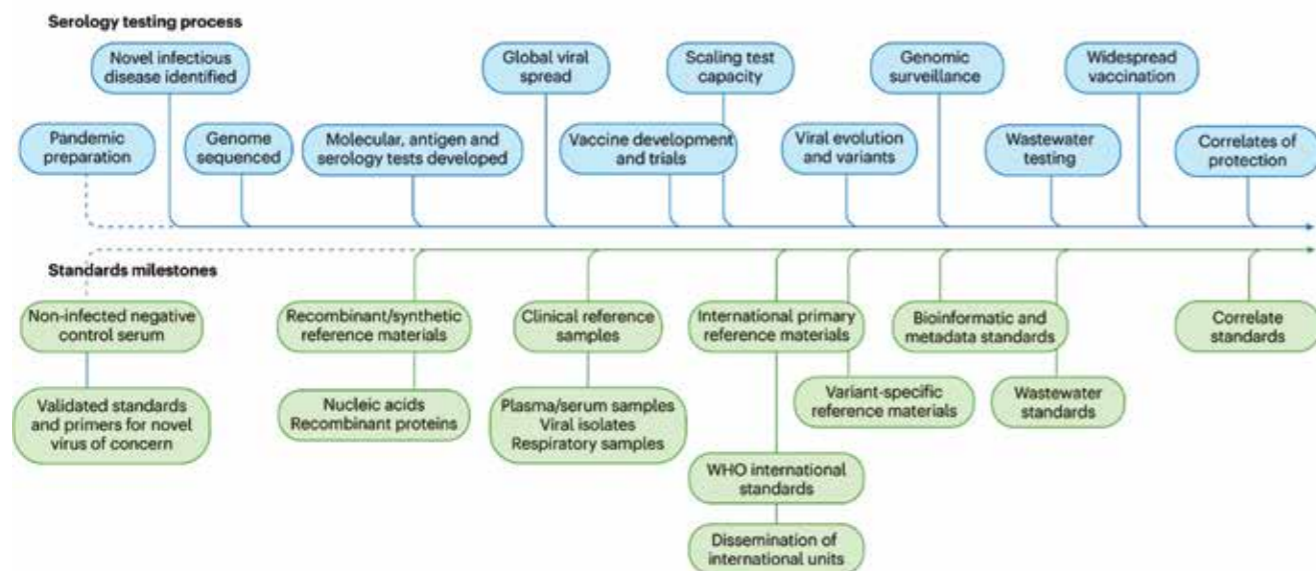 Serology testing process
Novel infectious
disease identified
Global viral
spread
Scaling test
capacity
Genomic
surveillance
Widespread
vaccination
Pandemic
preparation
Genome
sequenced
Molecular, antigen and
serology tests developed
Vaccine development
and trials
Viral evolution
and variants
Wastewater
testing
Correlates of
protection
Standards milestones
Non-infected negative
control serum
Recombinant/synthetic
reference materials
Clinical reference
samples
International primary
reference materials
Bioinformatic and
metadata standards
Correlate
standards
Validated standards
and primers for novel
virus of concern
Nucleic acids
Recombinant proteins
Plasma/serum samples
Viral isolates
Respiratory samples
Variant-specific
reference materials
Wastewater
standards
WHO international
standards
Dissemination of
international units